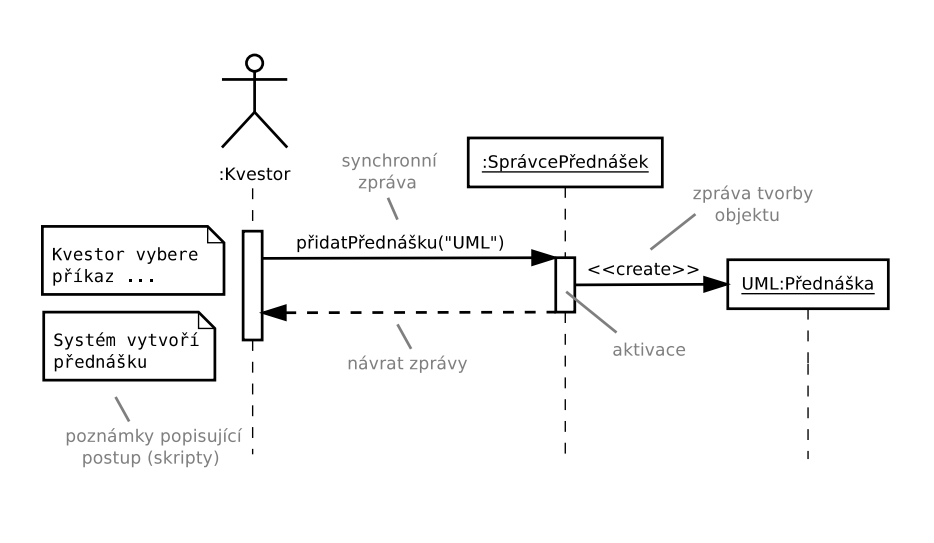 :Kvestor
synchronní
zpráva
:SprávcePřednášek
zpráva tvorby
objektu
Kvestor vybere
příkaz ...
přidatPřednášku("UML")
<<create>>
UML:Přednáška
Systém vytvoří
přednášku
návrat zprávy
aktivace
poznámky popisující
postup (skripty)